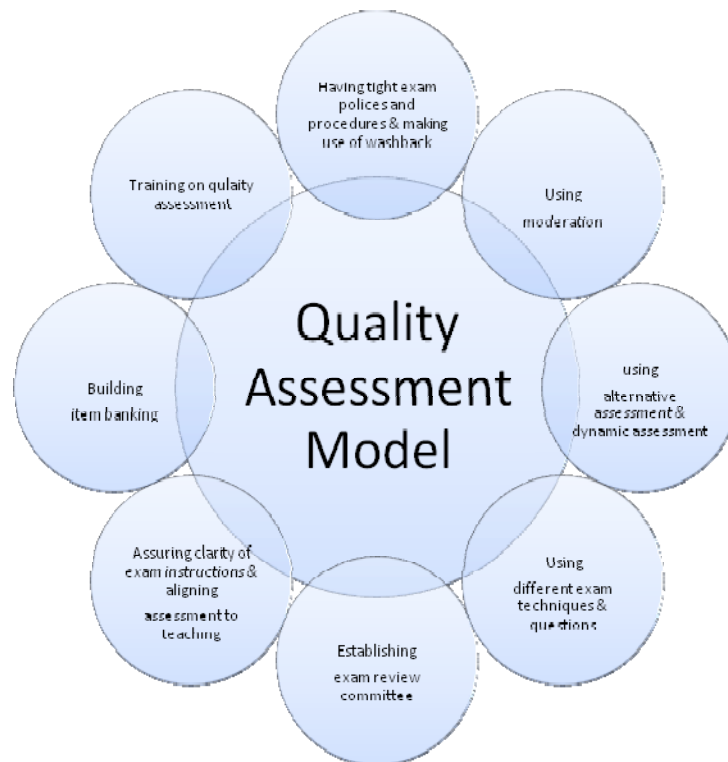 Having tight exam
polices and
procedures & making
use of washback
Using
moderation
using
alternative
assessment &
dynamic assessment
Using
different exam
techniques &
questions
Establishing
exam review
committee
Assuring clarity of
exam instructions &
aligning
assessment to
teaching
Building
item banking
Training on qulaity
assessment
Quality
Assessment
Model